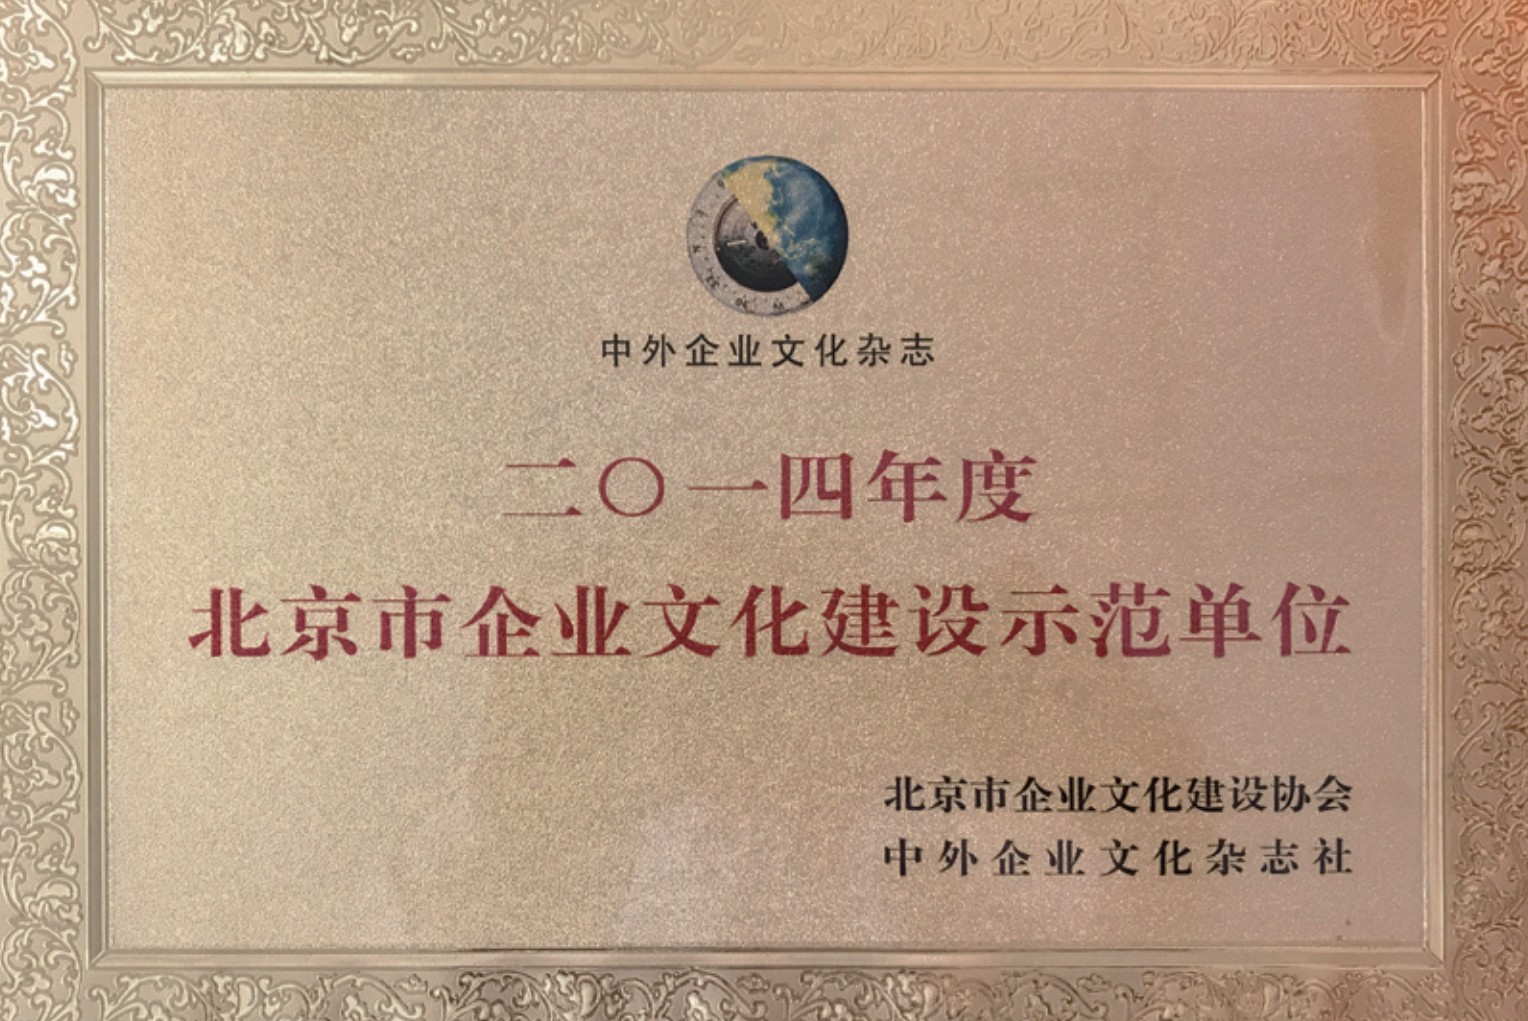 中外企业文化杂志
二〇一四年度
北京市企业文化建设示范单位
北京市企业文化建设协会
中外企业文化杂志社